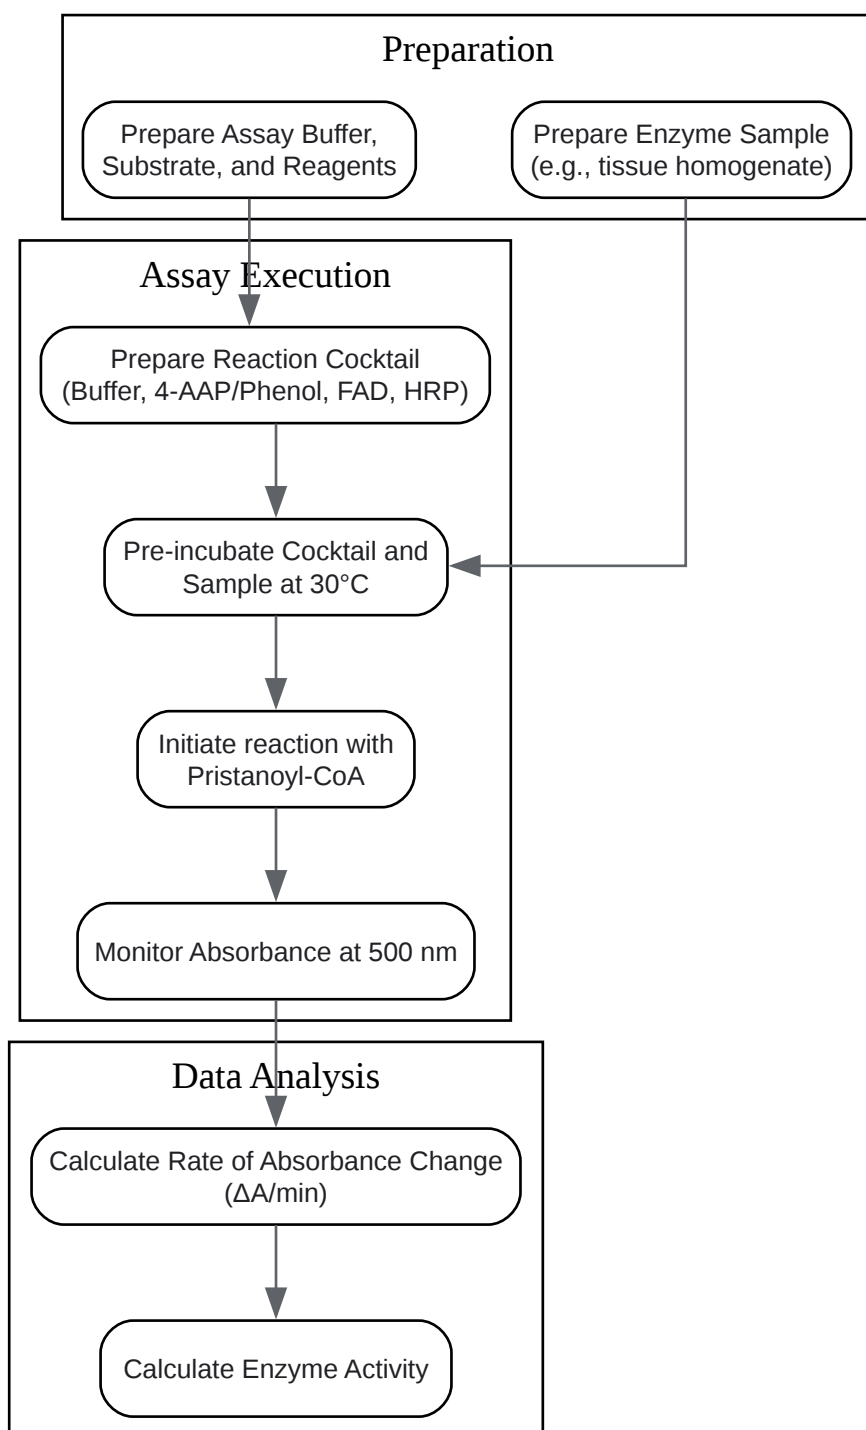 Preparation
Prepare Assay Buffer,
Substrate, and Reagents
Prepare Enzyme Sample
(e.g., tissue homogenate)
Assay Execution
Prepare Reaction Cocktail
(Buffer, 4-AAP/Phenol, FAD, HRP)
Pre-incubate Cocktail and
Sample at 30°C
Initiate reaction with
Pristanoyl-CoA
Monitor Absorbance at 500 nm
Data Analysis
Calculate Rate of Absorbance Change
(ΔA/min)
Calculate Enzyme Activity